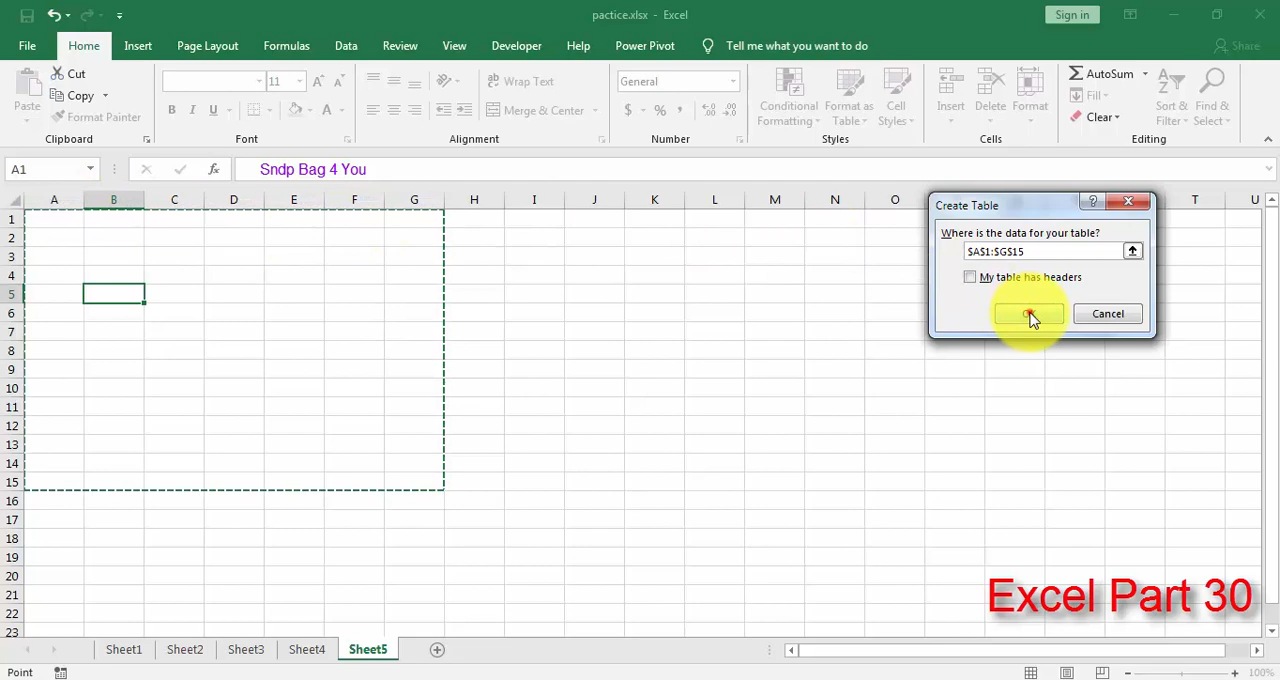 pactice.xlsx - Excel
Sign in
File Home Insert Page Layout Formulas Data Review View Developer Help Power Pivot Tell me what you want to do Share
Paste
Cut
Copy
Format Painter
Clipboard
11
B I U
Font
Wrap Text
Merge & Center
Alignment
General
$ % ,
Number
Conditional Formatting
Format as Table
Cell Styles
Styles
Insert
Delete
Format
Cells
AutoSum
Fill
Clear
Sort & Filter
Find & Select
Editing
A1 fx Sndp Bag 4 You
A B C D E F G H I J K L M N O T U
1
2
3
4
5
6
7
8
9
10
11
12
13
14
15
16
17
18
19
20
21
22
23
Create Table
Where is the data for your table?
$A$1:$G$15
My table has headers
Cancel
Excel Part 30
Sheet1 Sheet2 Sheet3 Sheet4 Sheet5
Point
100%